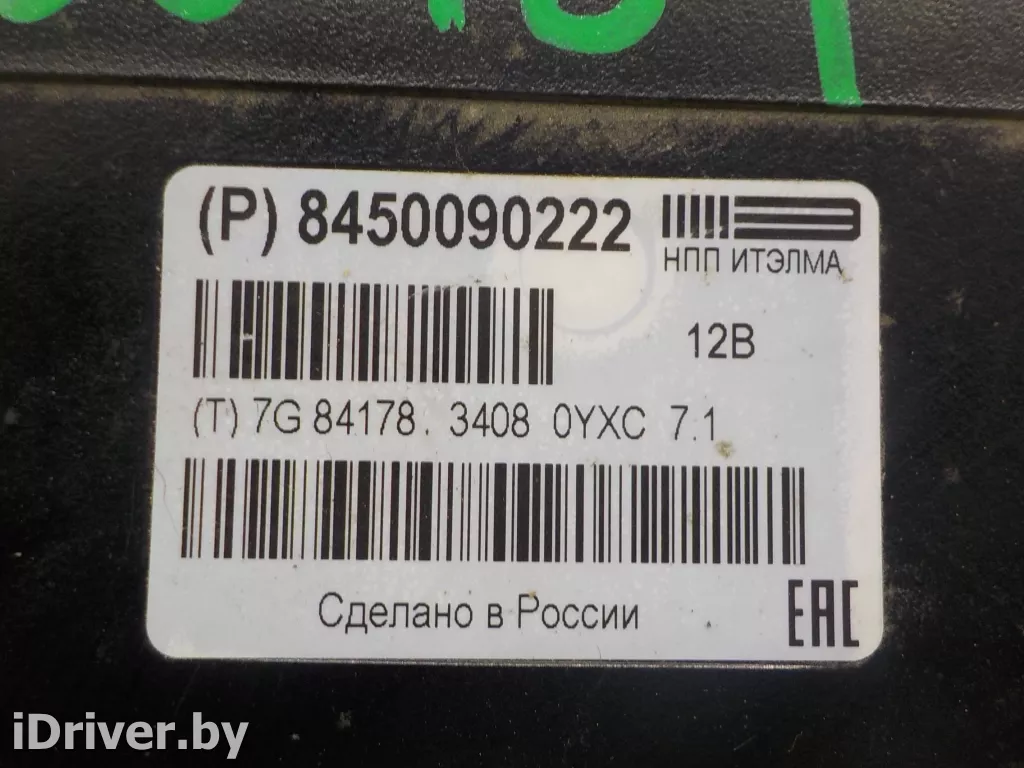 (P) 8450090222
НПП ИТЭЛМА
12В
(T) 7G 84178. 3408 0YXC 7.1
Сделано в России
EAC
iDriver.by